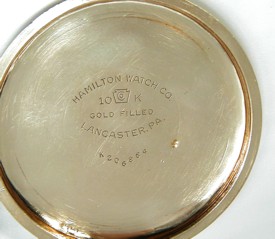 HAMILTON WATCH CO.
10 K
GOLD FILLED
LANCASTER, PA.